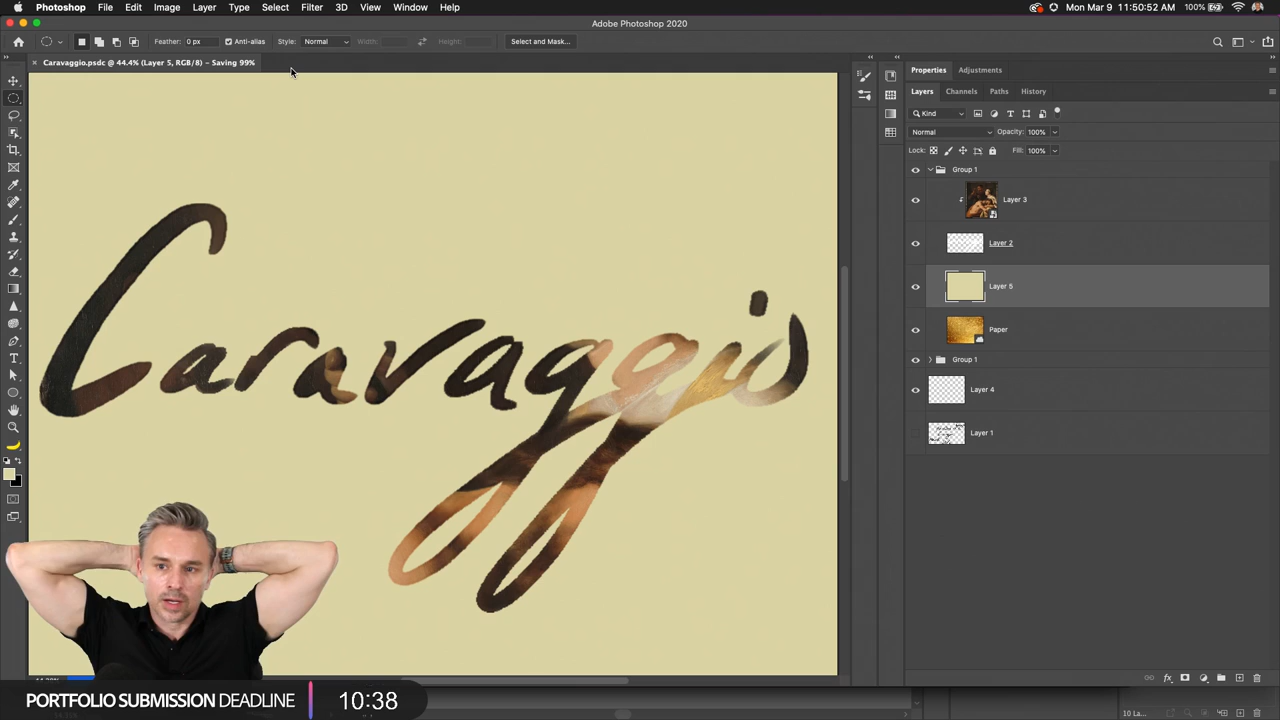 Photoshop File Edit Image Layer Type Select Filter 3D View Window Help 100% Mon Mar 9 11:50:52 AM
Adobe Photoshop 2020
Feather: 0 px Anti-alias Style: Normal Width: Height: Select and Mask...
Caravaggio.psdc @ 44.4% (Layer 5, RGB/8) – Saving 99%
Properties Adjustments
Layers Channels Paths History
Kind
Normal Opacity: 100%
Lock: Fill: 100%
Group 1
Layer 3
Layer 2
Layer 5
Paper
Group 1
Layer 4
Layer 1
Caravaggio
PORTFOLIO SUBMISSION DEADLINE 10:38
10 La...